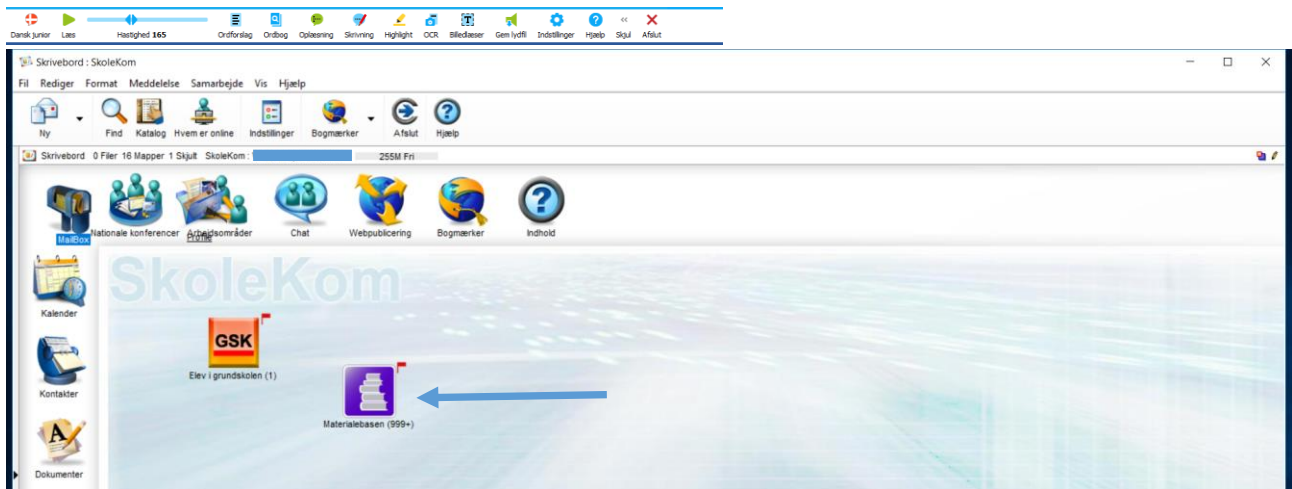 Dansk junior Læs Hastighed 165 Ordforslag Ordbog Oplæsning Skrivning Highlight OCR Billedlæser Gem lydfil Indstillinger Hjælp Skjul Afslut
Skrivebord : SkoleKom
Fil Rediger Format Meddelelse Samarbejde Vis Hjælp
Ny Find Katalog Hvem er online Indstillinger Bogmærker Afslut Hjælp
Skrivebord 0 Filer 16 Mapper 1 Skjult SkoleKom : 255M Fri
MailBox Nationale konferencer Arbejdsområder Chat Webpublicering Bogmærker Indhold
Profile
SkoleKom
Kalender
GSK
Elev i grundskolen (1)
Kontakter
Materialebasen (999+)
A
Dokumenter